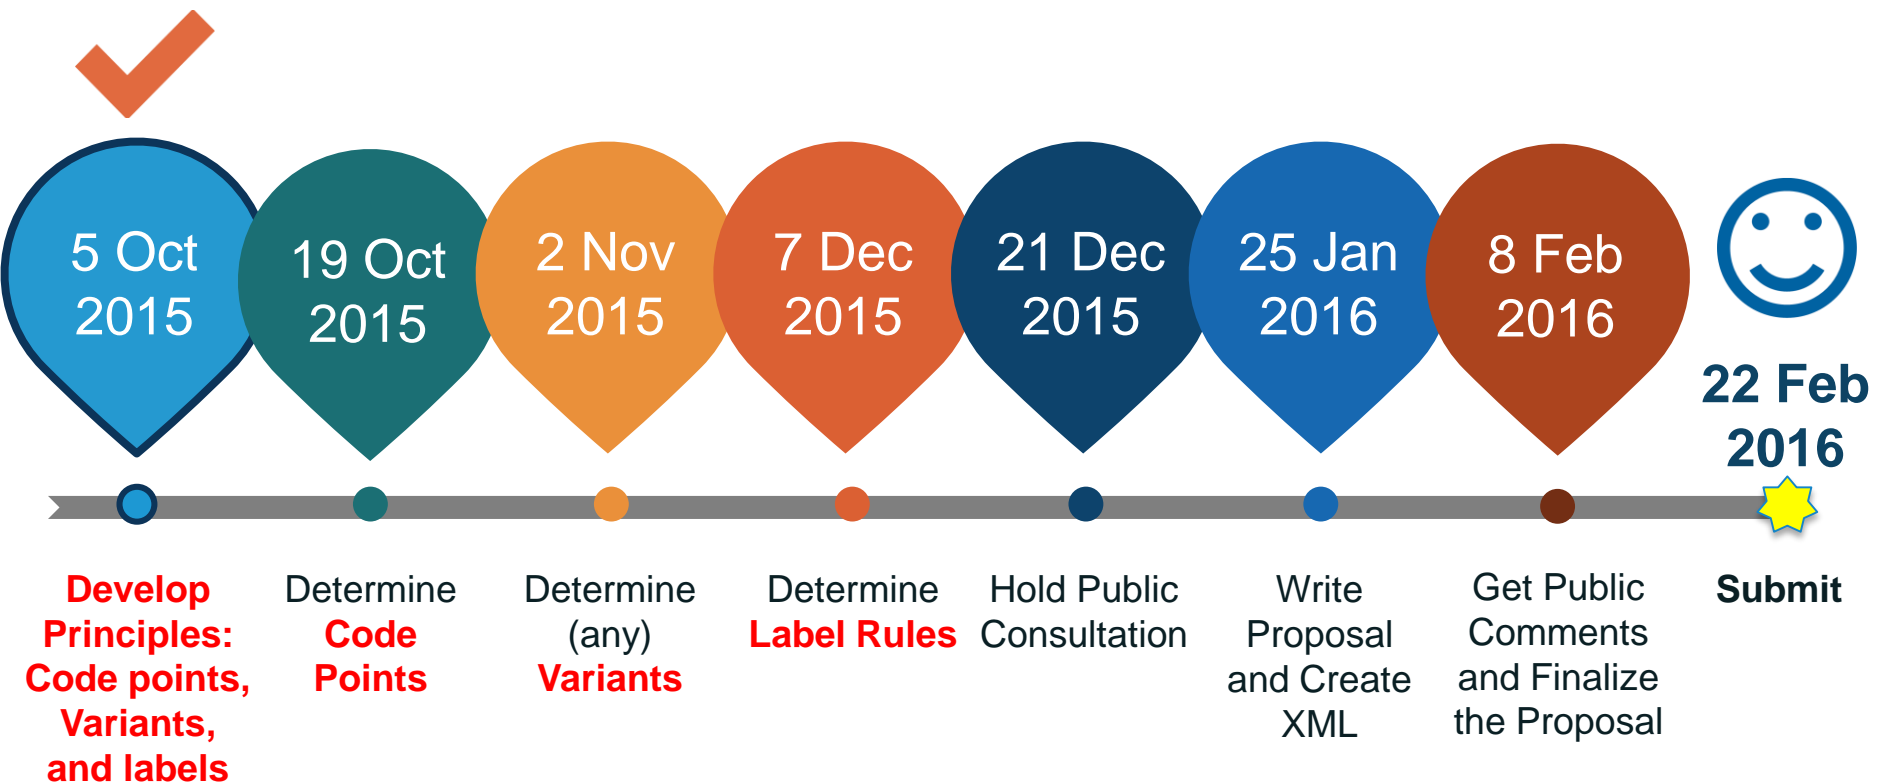 5 Oct
2015
19 Oct
2015
2 Nov
2015
7 Dec
2015
21 Dec
2015
25 Jan
2016
8 Feb
2016
22 Feb
2016
Develop
Principles:
Code points,
Variants,
and labels
Determine
Code
Points
Determine
(any)
Variants
Determine
Label Rules
Hold Public
Consultation
Write
Proposal
and Create
XML
Get Public
Comments
and Finalize
the Proposal
Submit